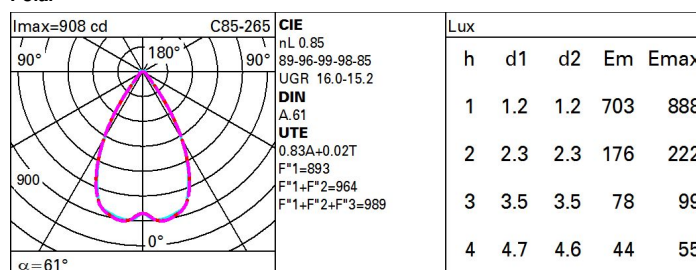 Imax=908 cd C85-265
90° 180° 90°
900
0°
α=61°
CIE
nL 0.85
89-96-99-98-85
UGR 16.0-15.2
DIN
A.61
UTE
0.83A+0.02T
F"1=893
F"1+F"2=964
F"1+F"2+F"3=989
Lux
h d1 d2 Em Emax
1 1.2 1.2 703 888
2 2.3 2.3 176 222
3 3.5 3.5 78 99
4 4.7 4.6 44 55